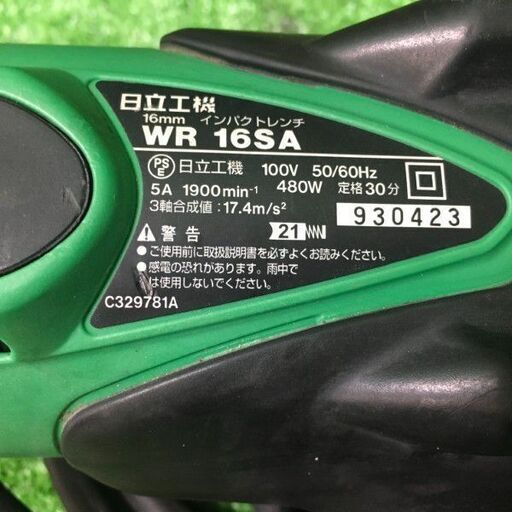 日立工機
16mm インパクトレンチ
WR 16SA
PS E 日立工機 100V 50/60Hz
5A 1900min⁻¹ 480W 定格30分
3軸合成値：17.4m/s²
930423
警告 21
●ご使用前に取扱説明書を必ずよくお読みください。
●感電の恐れがあります。雨中で
は使用しないでください。
C329781A